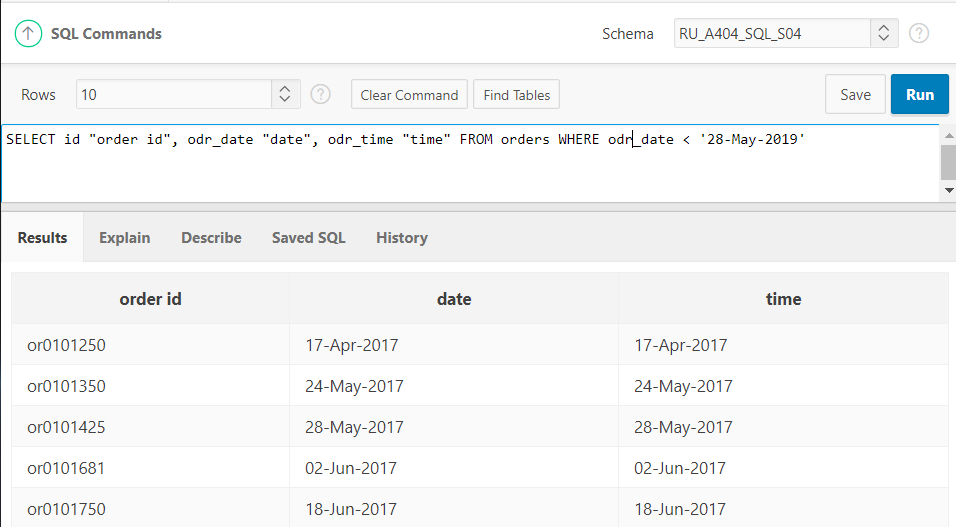 SQL Commands Schema RU_A404_SQL_S04 ?
Rows 10 ? Clear Command Find Tables Save Run
SELECT id "order id", odr_date "date", odr_time "time" FROM orders WHERE odr_date < '28-May-2019'
Results Explain Describe Saved SQL History
order id date time
or0101250 17-Apr-2017 17-Apr-2017
or0101350 24-May-2017 24-May-2017
or0101425 28-May-2017 28-May-2017
or0101681 02-Jun-2017 02-Jun-2017
or0101750 18-Jun-2017 18-Jun-2017